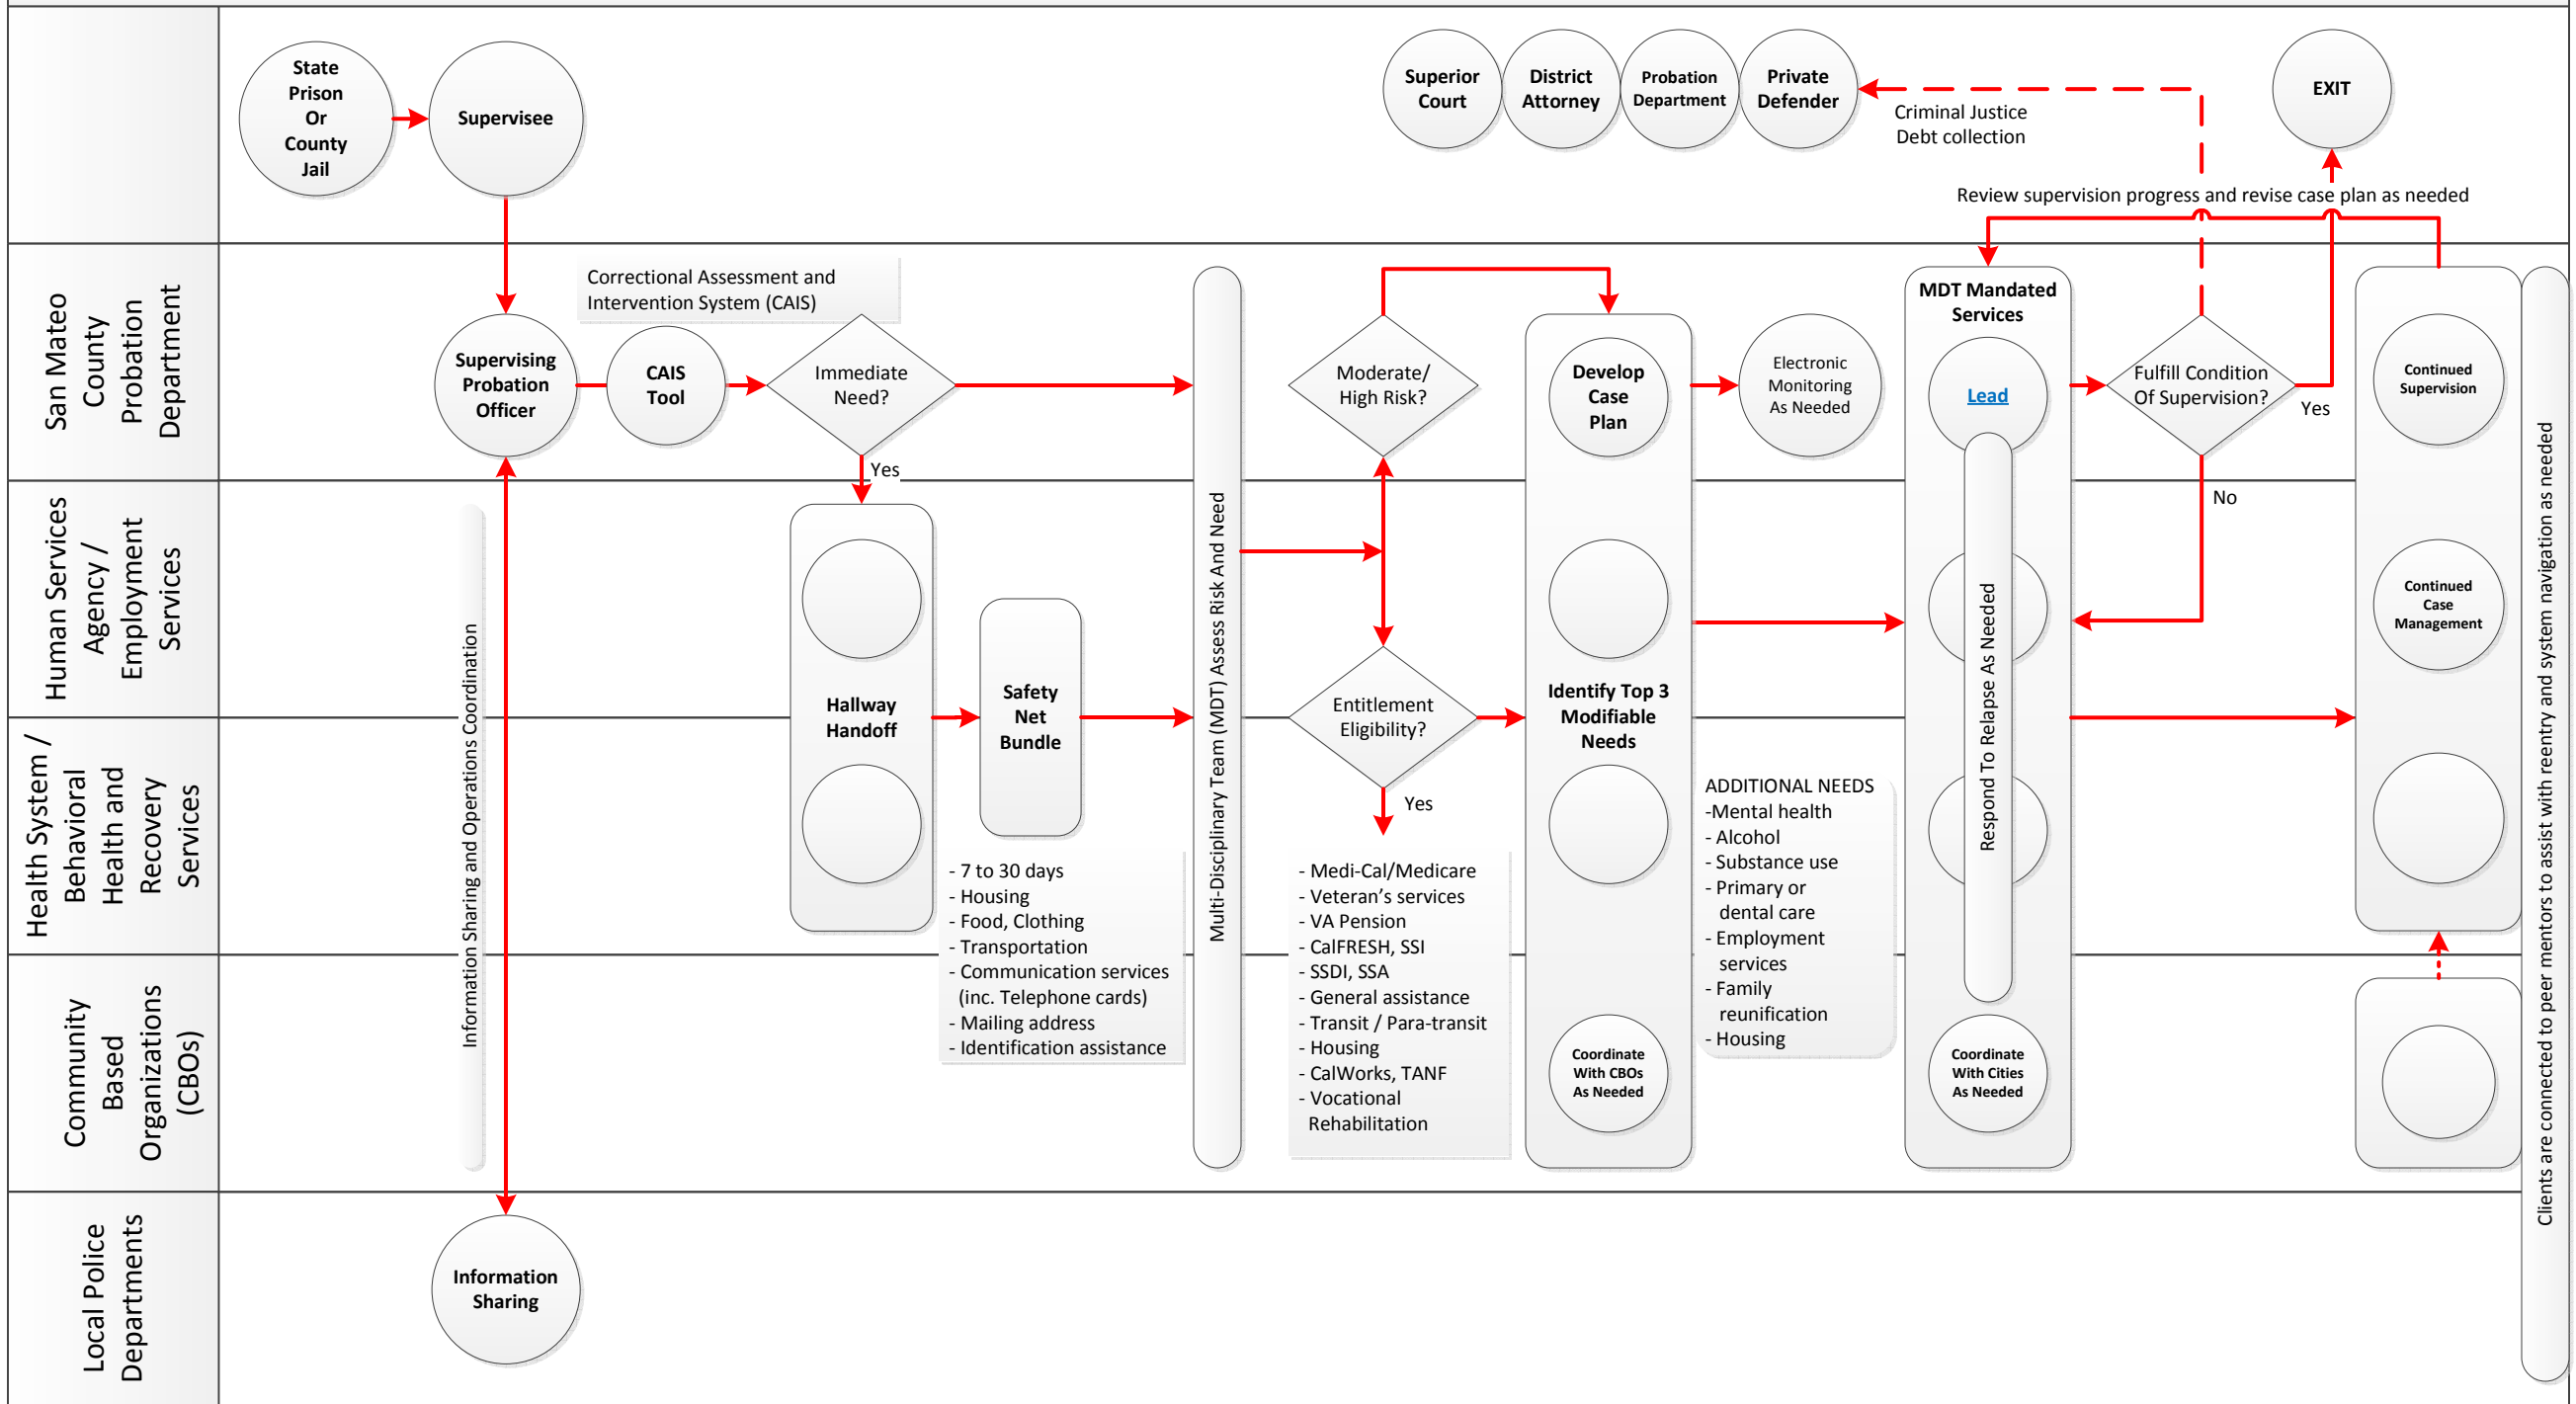 State
Prison
Or
County
Jail
Supervisee
Superior
Court
District
Attorney
Probation
Department
Private
Defender
Criminal Justice
Debt collection
EXIT
Review supervision progress and revise case plan as needed
San Mateo
County
Probation
Department
Correctional Assessment and
Intervention System (CAIS)
Supervising
Probation
Officer
CAIS
Tool
Immediate
Need?
Yes
Moderate/
High Risk?
Develop
Case
Plan
Electronic
Monitoring
As Needed
MDT Mandated
Services
Lead
Fulfill Condition
Of Supervision?
Yes
No
Continued
Supervision
Human Services
Agency /
Employment
Services
Information Sharing and Operations Coordination
Hallway
Handoff
Safety
Net
Bundle
Multi-Disciplinary Team (MDT) Assess Risk And Need
Entitlement
Eligibility?
Yes
Identify Top 3
Modifiable
Needs
Respond To Relapse As Needed
Continued
Case
Management
Clients are connected to peer mentors to assist with reentry and system navigation as needed
Health System /
Behavioral
Health and
Recovery
Services
- 7 to 30 days
- Housing
- Food, Clothing
- Transportation
- Communication services
(inc. Telephone cards)
- Mailing address
- Identification assistance
- Medi-Cal/Medicare
- Veteran’s services
- VA Pension
- CalFRESH, SSI
- SSDI, SSA
- General assistance
- Transit / Para-transit
- Housing
- CalWorks, TANF
- Vocational
Rehabilitation
ADDITIONAL NEEDS
-Mental health
- Alcohol
- Substance use
- Primary or
dental care
- Employment
services
- Family
reunification
- Housing
Community
Based
Organizations
(CBOs)
Coordinate
With CBOs
As Needed
Coordinate
With Cities
As Needed
Local Police
Departments
Information
Sharing